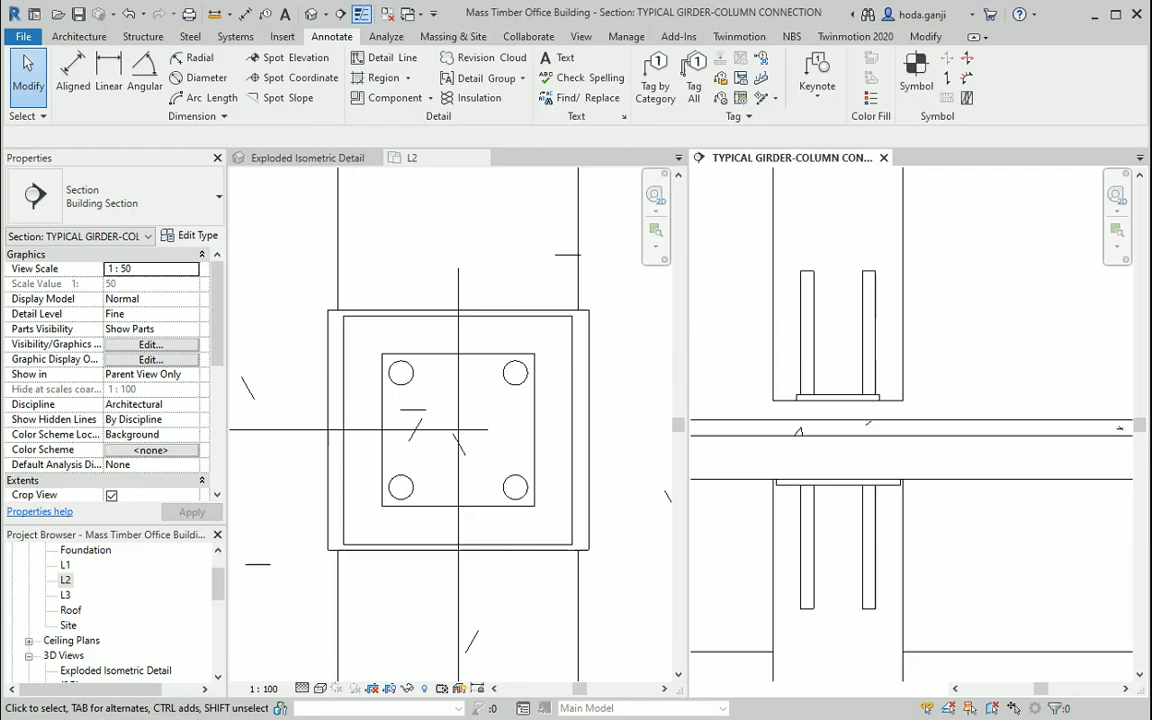 Mass Timber Office Building - Section: TYPICAL GIRDER-COLUMN CONNECTION
hoda.ganji
File Architecture Structure Steel Systems Insert Annotate Analyze Massing & Site Collaborate View Manage Add-Ins Twinmotion NBS Twinmotion 2020 Modify
Modify
Select
Aligned
Linear
Angular
Radial
Diameter
Arc Length
Spot Elevation
Spot Coordinate
Spot Slope
Dimension
Detail Line
Region
Component
Revision Cloud
Detail Group
Insulation
Detail
Text
Check Spelling
Find/ Replace
Text
Tag by
Category
Tag
All
Tag
Keynote
Color Fill
Symbol
Symbol
Properties
Section
Building Section
Section: TYPICAL GIRDER-COL
Edit Type
Graphics
View Scale 1 : 50
Scale Value 1: 50
Display Model Normal
Detail Level Fine
Parts Visibility Show Parts
Visibility/Graphics ... Edit...
Graphic Display O... Edit...
Show in Parent View Only
Hide at scales coar... 1 : 100
Discipline Architectural
Show Hidden Lines By Discipline
Color Scheme Loc... Background
Color Scheme <none>
Default Analysis Di... None
Extents
Crop View
Properties help
Apply
Project Browser - Mass Timber Office Buildi...
Foundation
L1
L2
L3
Roof
Site
Ceiling Plans
3D Views
Exploded Isometric Detail
Exploded Isometric Detail
L2
TYPICAL GIRDER-COLUMN CON...
2D
2D
1 : 100
Click to select, TAB for alternates, CTRL adds, SHIFT unselect
:0
Main Model
:0